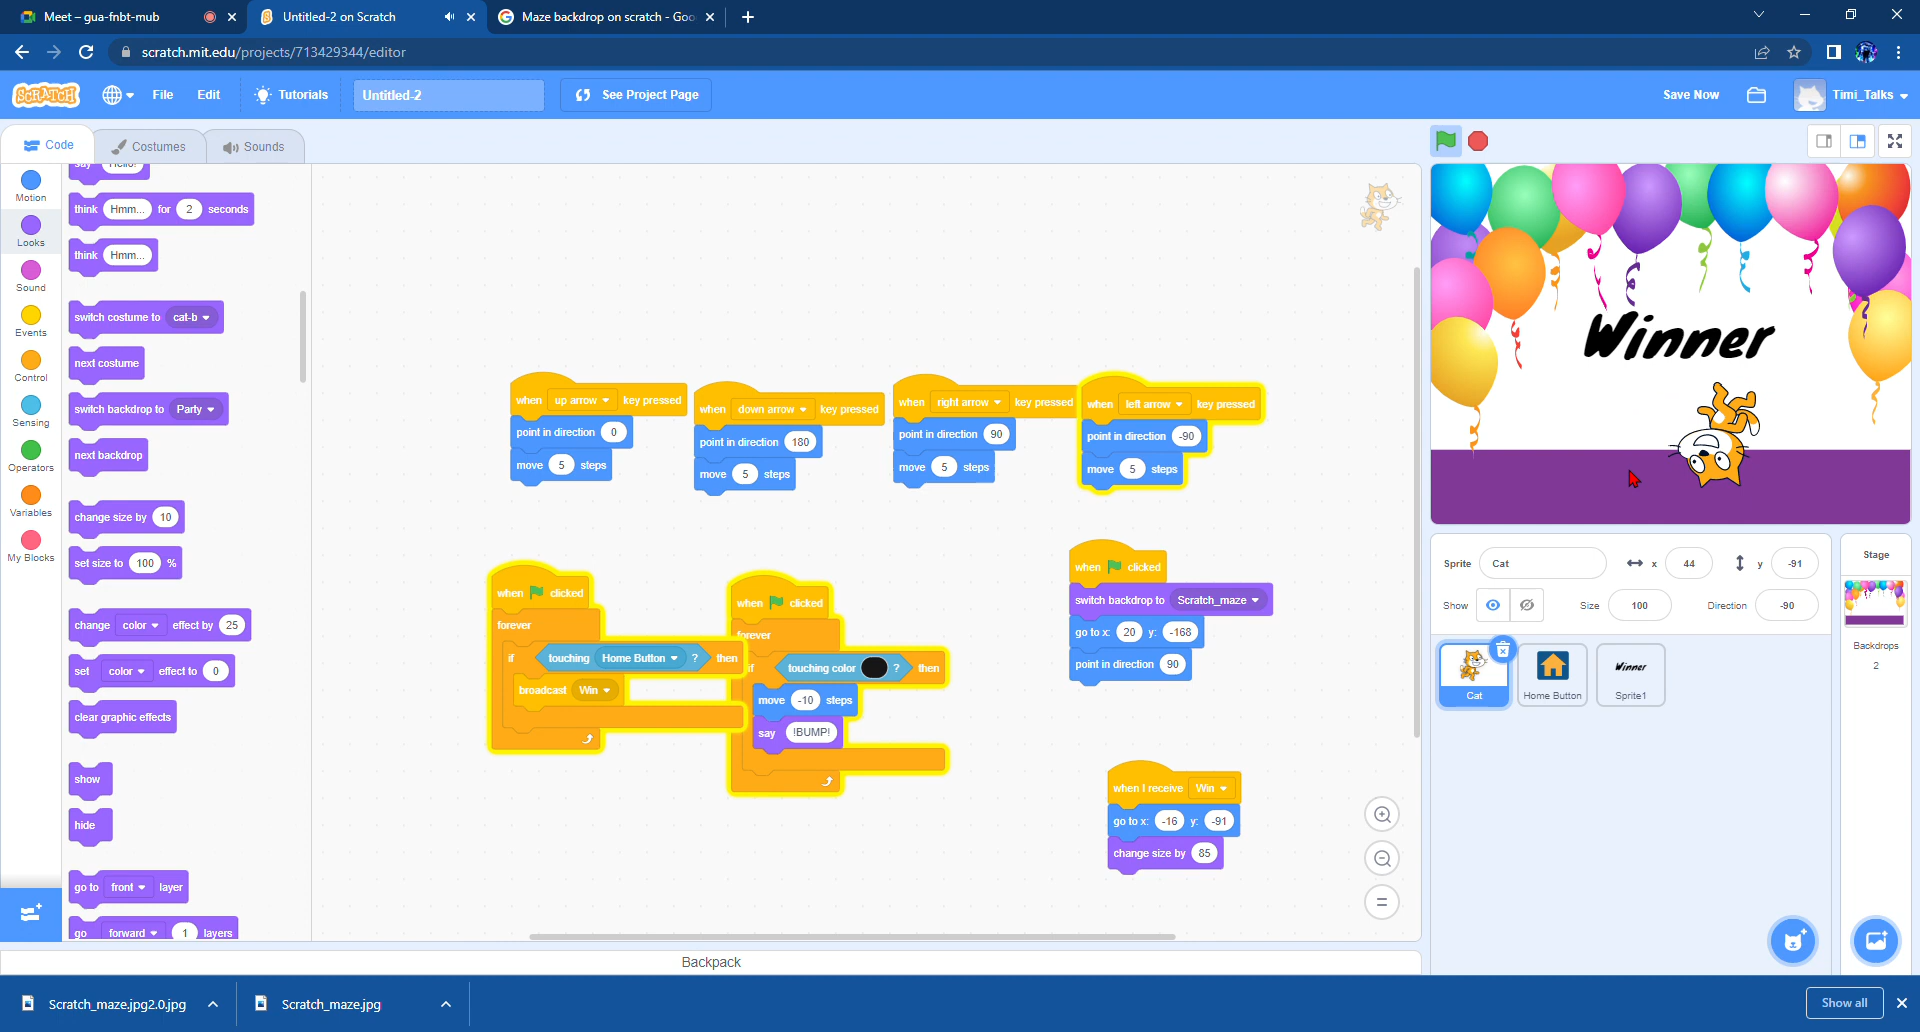 Meet – gua-fnbt-mub
Untitled-2 on Scratch
Maze backdrop on scratch - Goo
scratch.mit.edu/projects/713429344/editor
SCRATCH
File
Edit
Tutorials
Untitled-2
See Project Page
Save Now
Timi_Talks
Code
Costumes
Sounds
Motion
Looks
Sound
Events
Control
Sensing
Operators
Variables
My Blocks
say Hello!
think Hmm... for 2 seconds
think Hmm...
switch costume to cat-b
next costume
switch backdrop to Party
next backdrop
change size by 10
set size to 100 %
change color effect by 25
set color effect to 0
clear graphic effects
show
hide
go to front layer
go forward 1 layers
when up arrow key pressed
point in direction 0
move 5 steps
when down arrow key pressed
point in direction 180
move 5 steps
when right arrow key pressed
point in direction 90
move 5 steps
when left arrow key pressed
point in direction -90
move 5 steps
when clicked
forever
if touching Home Button ? then
broadcast Win
when clicked
forever
if touching color ? then
move -10 steps
say !BUMP!
when clicked
switch backdrop to Scratch_maze
go to x: 20 y: -168
point in direction 90
when I receive Win
go to x: -16 y: -91
change size by 85
Backpack
Winner
Sprite Cat x 44 y -91
Show Size 100 Direction -90
Cat
Home Button
Winner
Sprite1
Stage
Backdrops
2
Scratch_maze.jpg2.0.jpg
Scratch_maze.jpg
Show all